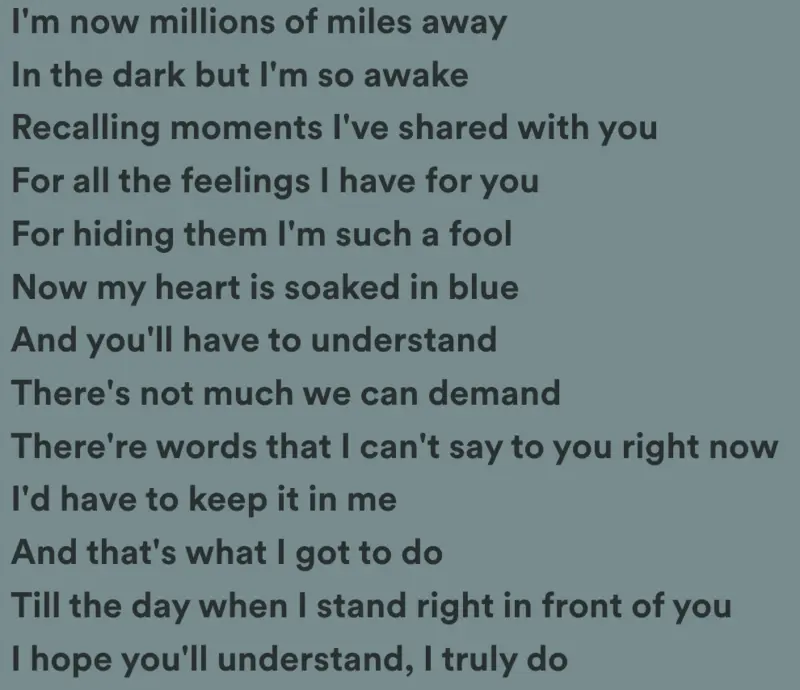 I'm now millions of miles away
In the dark but I'm so awake
Recalling moments I've shared with you
For all the feelings I have for you
For hiding them I'm such a fool
Now my heart is soaked in blue
And you'll have to understand
There's not much we can demand
There're words that I can't say to you right now
I'd have to keep it in me
And that's what I got to do
Till the day when I stand right in front of you
I hope you'll understand, I truly do